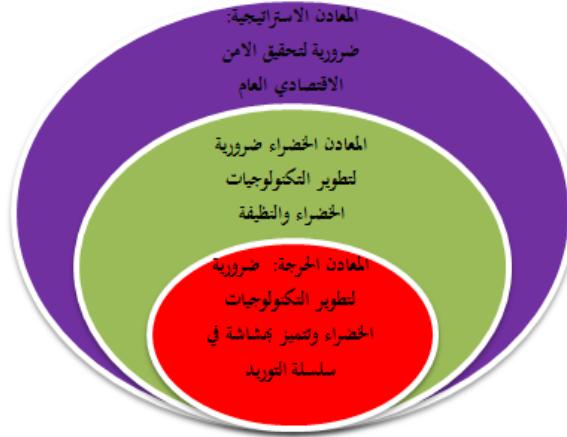 المعادن الاستراتيجية:
ضرورية لتحقيق الامن
الاقتصادي العام
المعادن الخضراء ضرورية
لتطوير التكنولوجيات
الخضراء والنظيفة
المعادن الحرجة: ضرورية
لتطوير التكنولوجيات
الخضراء وتتميز بهشاشة في
سلسلة التوريد